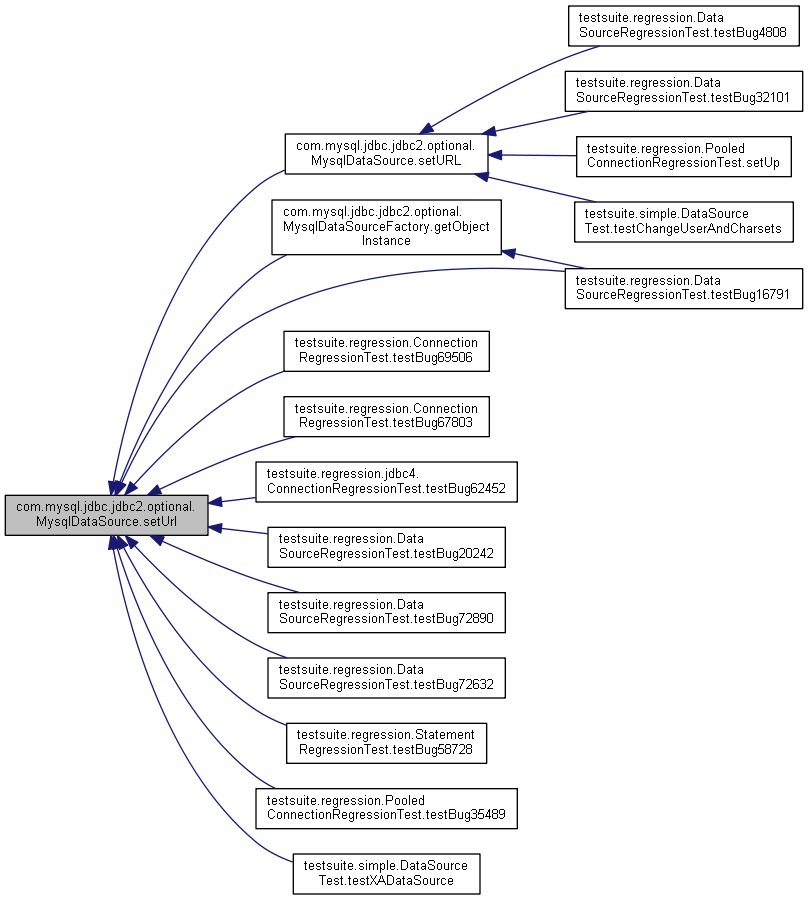 testsuite.regression.Data
SourceRegressionTest.testBug4808
testsuite.regression.Data
SourceRegressionTest.testBug32101
com.mysql.jdbc.jdbc2.optional.
MysqlDataSource.setURL
testsuite.regression.Pooled
ConnectionRegressionTest.setUp
com.mysql.jdbc.jdbc2.optional.
MysqlDataSourceFactory.getObject
Instance
testsuite.simple.DataSource
Test.testChangeUserAndCharsets
testsuite.regression.Data
SourceRegressionTest.testBug16791
testsuite.regression.Connection
RegressionTest.testBug69506
testsuite.regression.Connection
RegressionTest.testBug67803
testsuite.regression.jdbc4.
ConnectionRegressionTest.testBug62452
com.mysql.jdbc.jdbc2.optional.
MysqlDataSource.setUrl
testsuite.regression.Data
SourceRegressionTest.testBug20242
testsuite.regression.Data
SourceRegressionTest.testBug72890
testsuite.regression.Data
SourceRegressionTest.testBug72632
testsuite.regression.Statement
RegressionTest.testBug58728
testsuite.regression.Pooled
ConnectionRegressionTest.testBug35489
testsuite.simple.DataSource
Test.testXADataSource